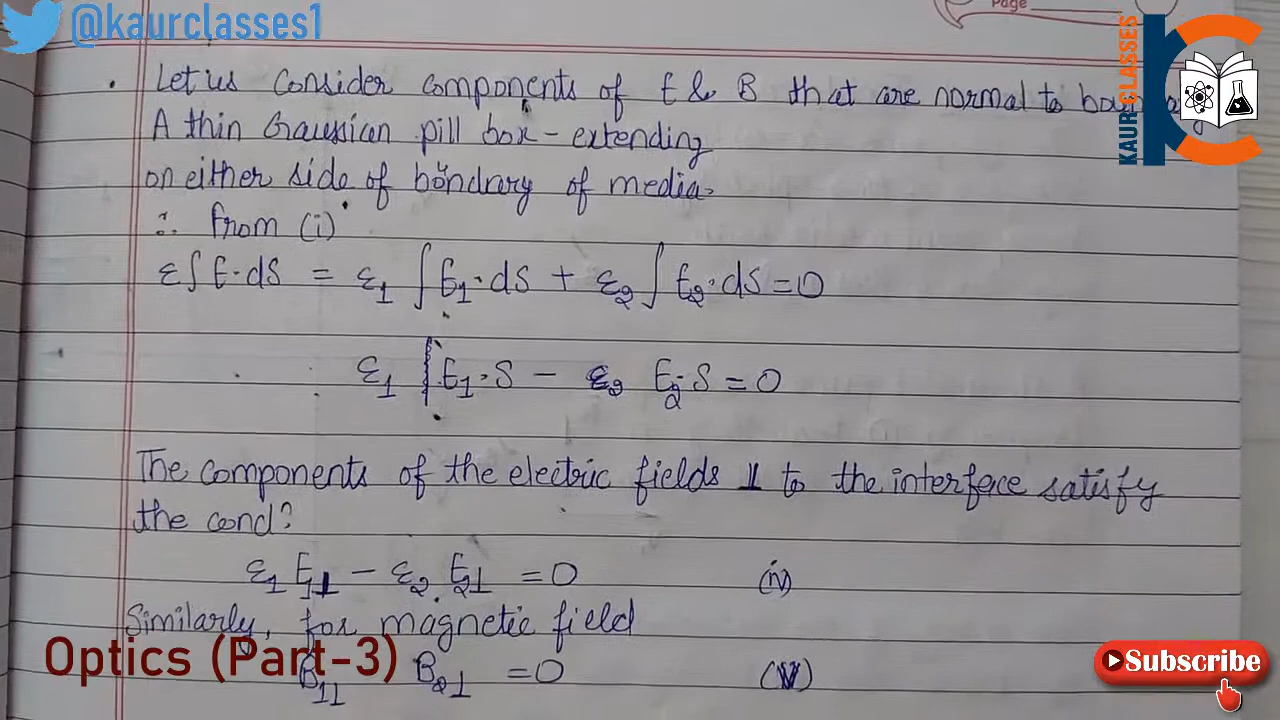 @kaurclasses1
Page
KAUR CLASSES
. Let us consider components of E & B that are normal to
A thin Gaussian pill box - extending
on either side of bondary of media.
∴ from (i)
ε∫E·dS = ε₁∫E₁·dS + ε₂∫E₂·dS = 0
ε₁ E₁·S - ε₂ E₂·S = 0
The components of the electric fields ⊥ to the interface satisfy
the cond?
ε₁ E₁⊥ - ε₂ E₂⊥ = 0 (iv)
Similarly, for magnetic field
Optics (Part-3)
B₁⊥ B₂⊥ = 0 (V)
Subscribe